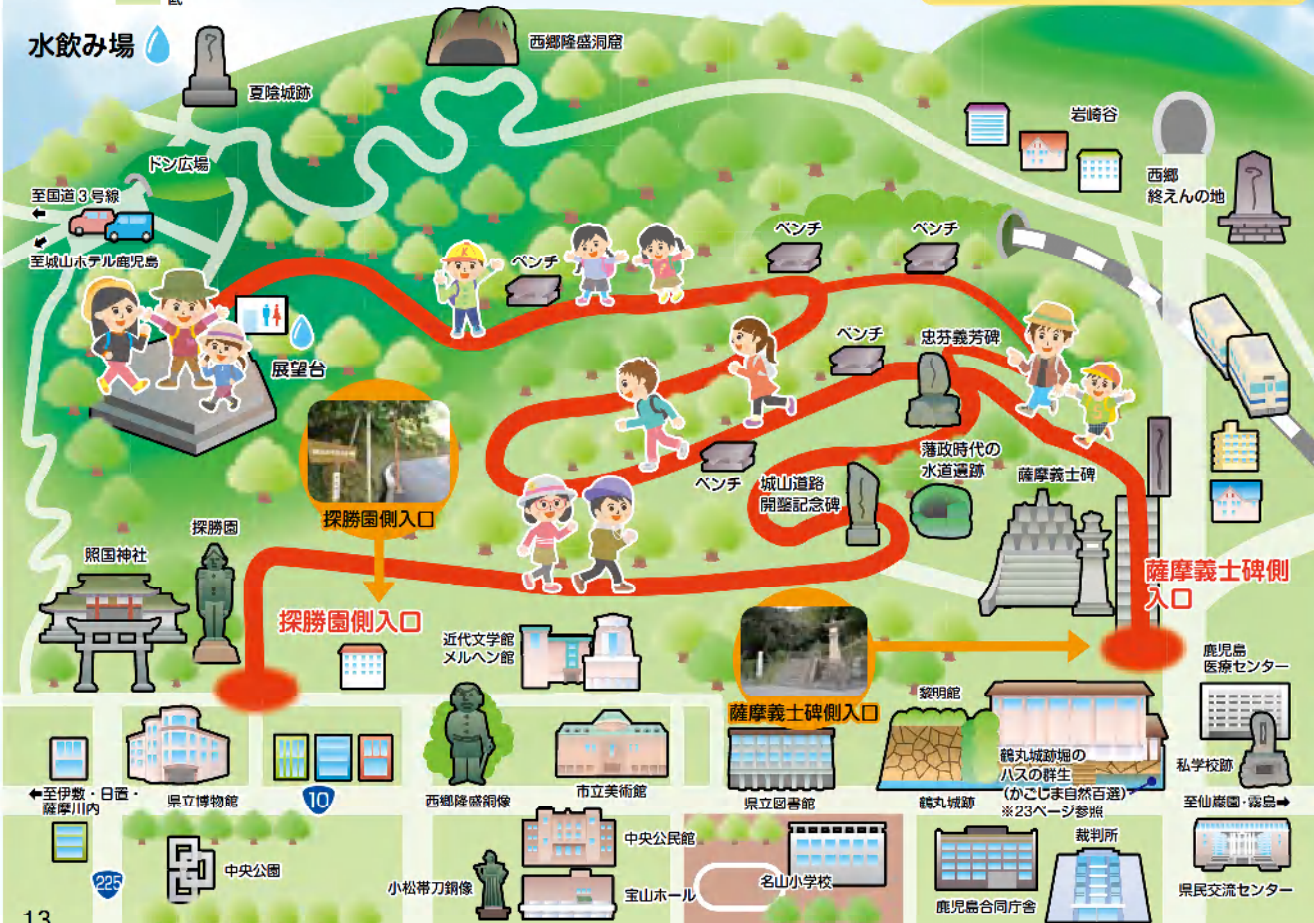 水飲み場
夏陰城跡
西郷隆盛洞窟
岩崎谷
ドン広場
西郷
終えんの地
至国道3号線
←
至城山ホテル鹿児島
K
ベンチ
ベンチ
ベンチ
ベンチ
忠芬義芳碑
展望台
藩政時代の
水道遺跡
ベンチ
城山道路
開鑿記念碑
薩摩義士碑
探勝園側入口
照国神社
探勝園
薩摩義士碑側
入口
探勝園側入口
近代文学館
メルヘン館
薩摩義士碑側入口
黎明館
鹿児島
医療センター
鶴丸城跡堀の
ハスの群生
(かごしま自然百選)
※23ページ参照
私学校跡
←至伊敷・日置・
薩摩川内
県立博物館
10
西郷隆盛銅像
市立美術館
県立図書館
鶴丸城跡
至仙巌園・霧島→
225
中央公園
小松帯刀銅像
中央公民館
宝山ホール
名山小学校
鹿児島合同庁舎
裁判所
県民交流センター
13